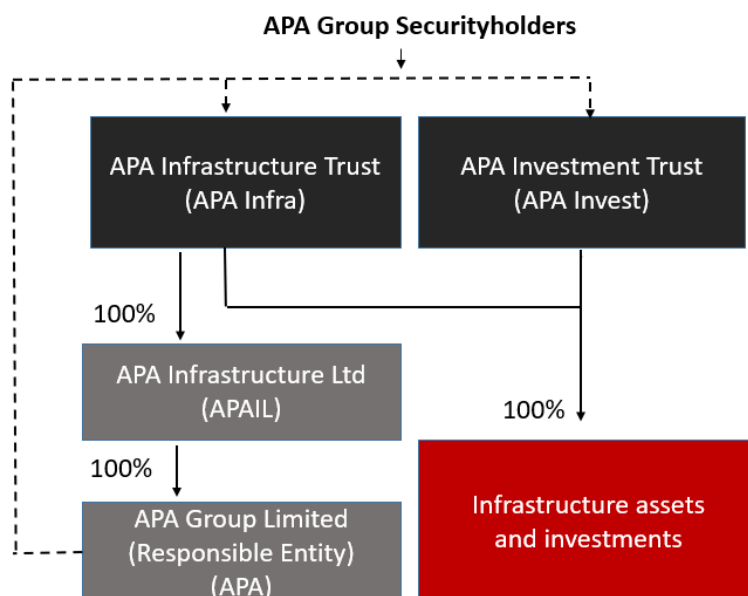 APA Group Securityholders
APA Infrastructure Trust
(APA Infra)
APA Investment Trust
(APA Invest)
100%
APA Infrastructure Ltd
(APAIL)
100%
100%
APA Group Limited
(Responsible Entity)
(APA)
Infrastructure assets
and investments